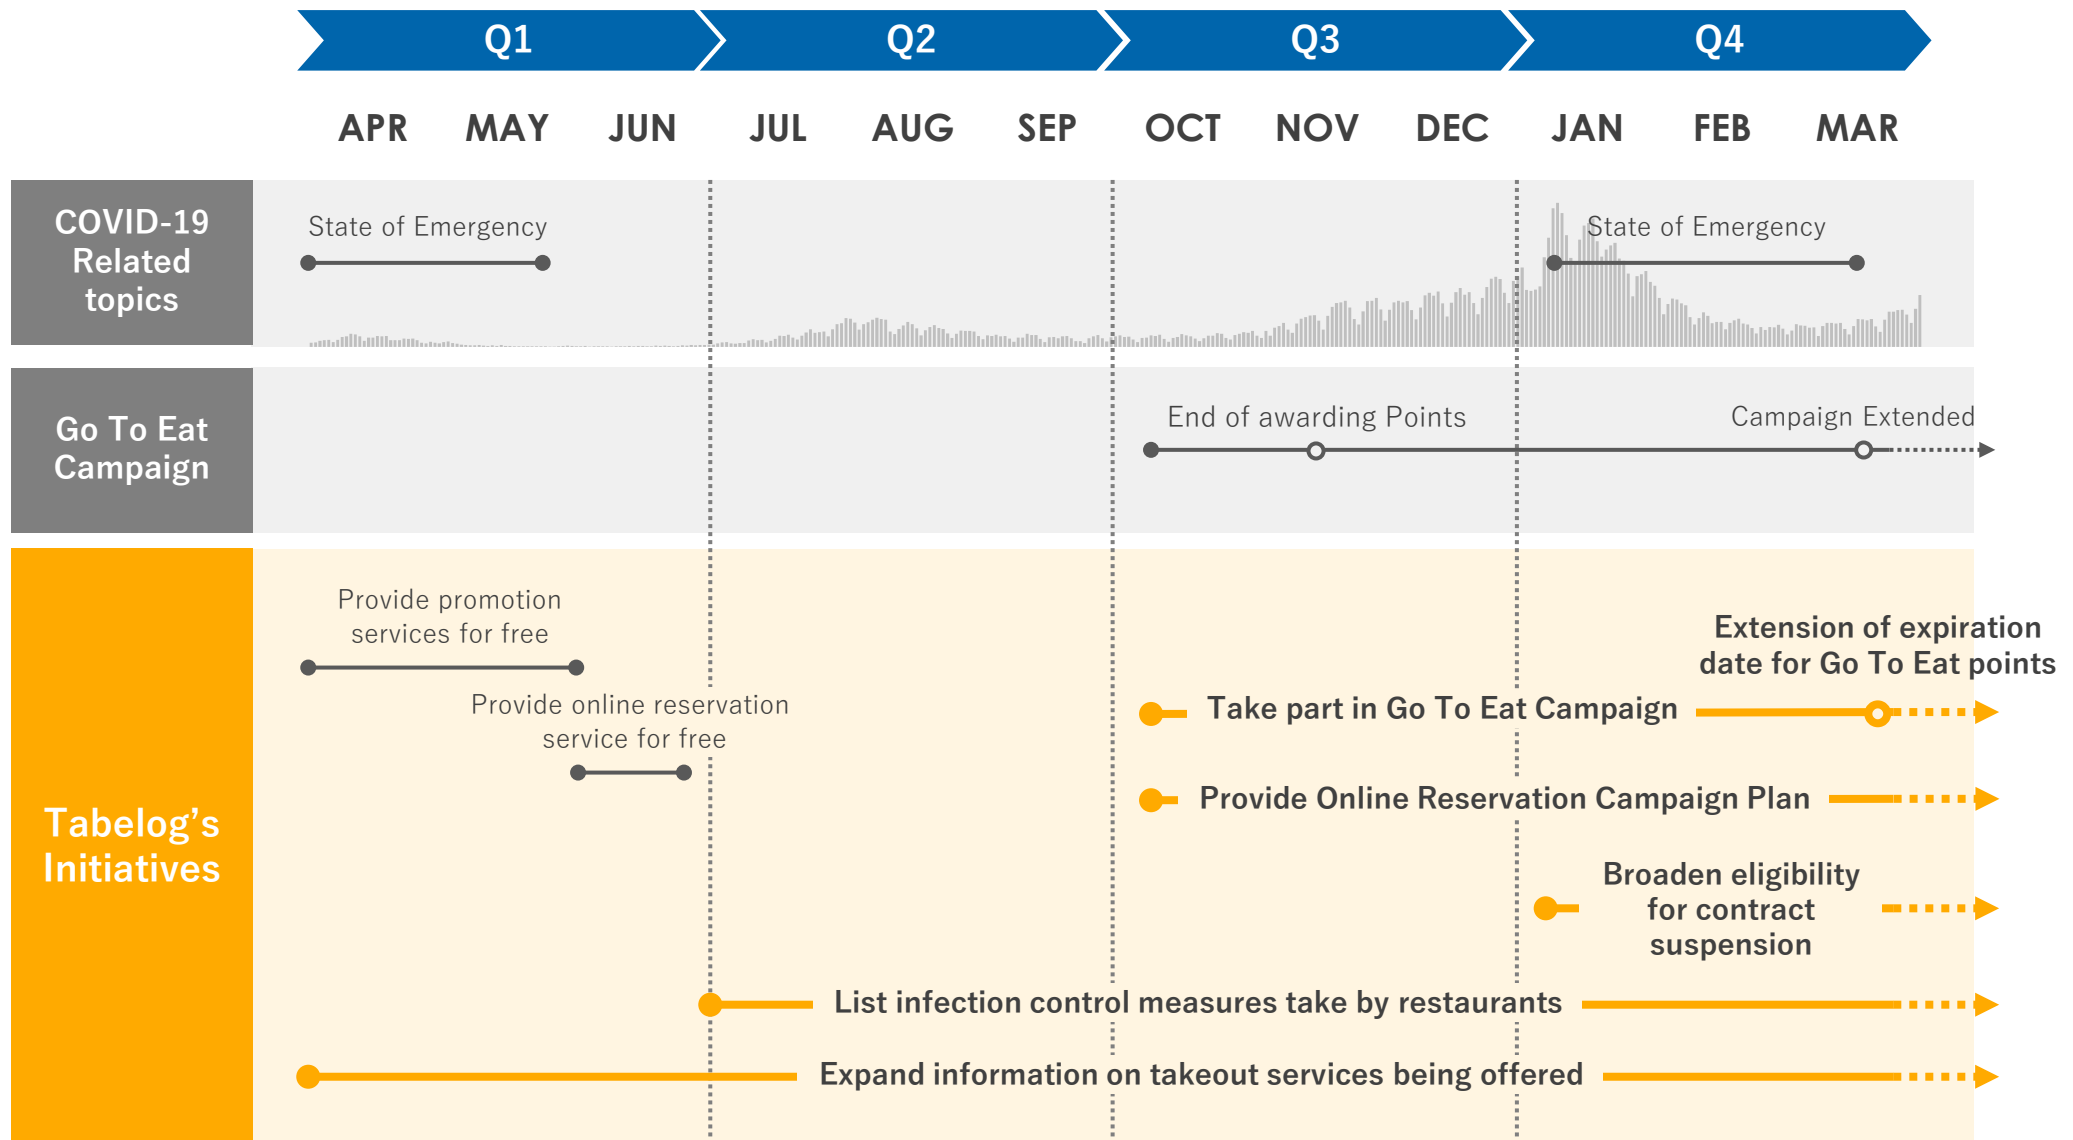 Q1 Q2 Q3 Q4
APR MAY JUN JUL AUG SEP OCT NOV DEC JAN FEB MAR
COVID-19
Related
topics
State of Emergency
State of Emergency
Go To Eat
Campaign
End of awarding Points
Campaign Extended
Tabelog’s
Initiatives
Provide promotion
services for free
Provide online reservation
service for free
Extension of expiration
date for Go To Eat points
Take part in Go To Eat Campaign
Provide Online Reservation Campaign Plan
Broaden eligibility
for contract
suspension
List infection control measures take by restaurants
Expand information on takeout services being offered